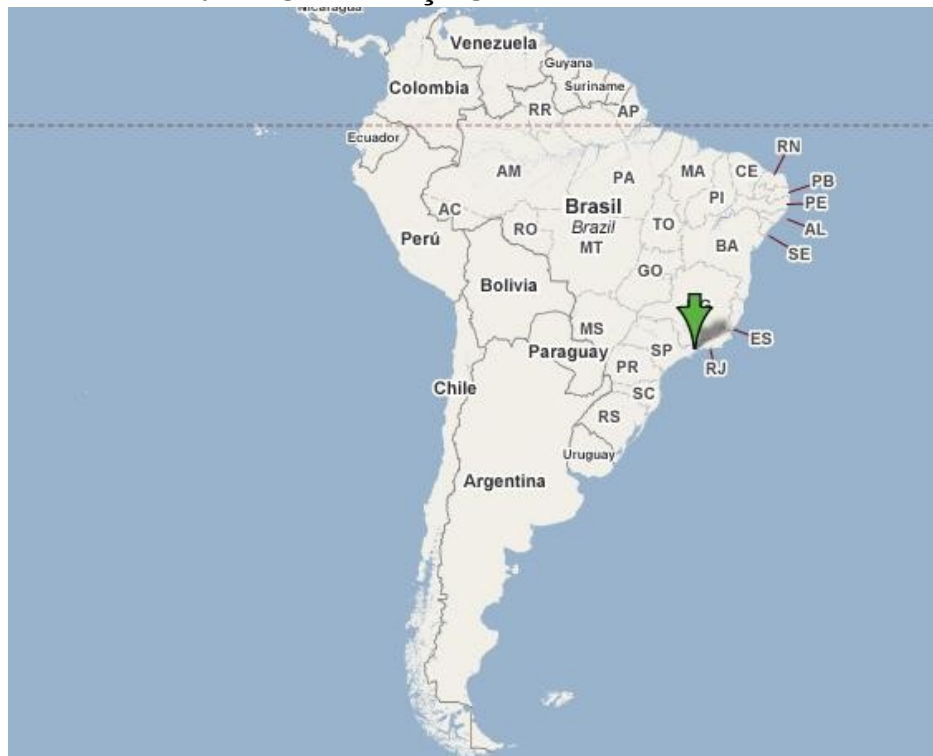 Nicaragua
Venezuela
Guyana
Suriname
Colombia
RR
AP
Ecuador
RN
AM
PA
MA
CE
PB
PI
PE
AC
Brasil
Brazil
RO
TO
AL
Perú
MT
BA
SE
GO
Bolivia
MS
ES
Paraguay
SP
PR
RJ
Chile
SC
RS
Uruguay
Argentina